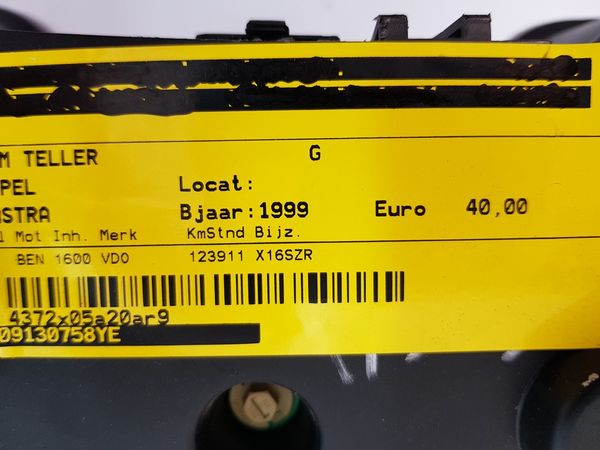 M TELLER G
PEL Locat:
ASTRA Bjaar: 1999 Euro 40,00
l Mot Inh. Merk KmStnd Bijz.
BEN 1600 VDO 123911 X16SZR
4372x05a20ar9
09130758YE